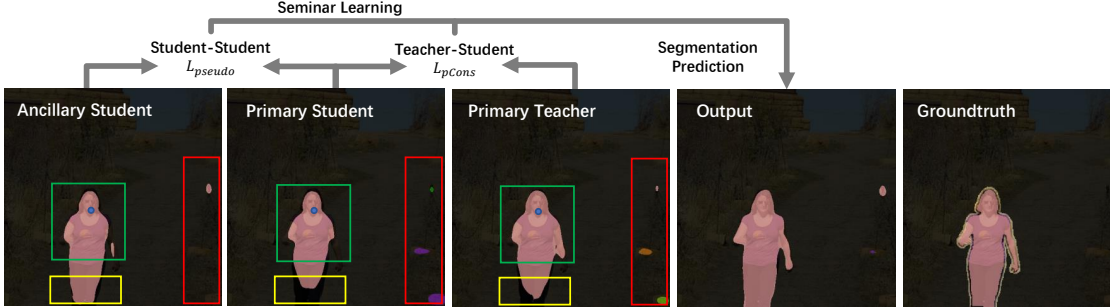 Seminar Learning
Student-Student
L_pseudo
Teacher-Student
L_pCons
Segmentation
Prediction
Ancillary Student
Primary Student
Primary Teacher
Output
Groundtruth